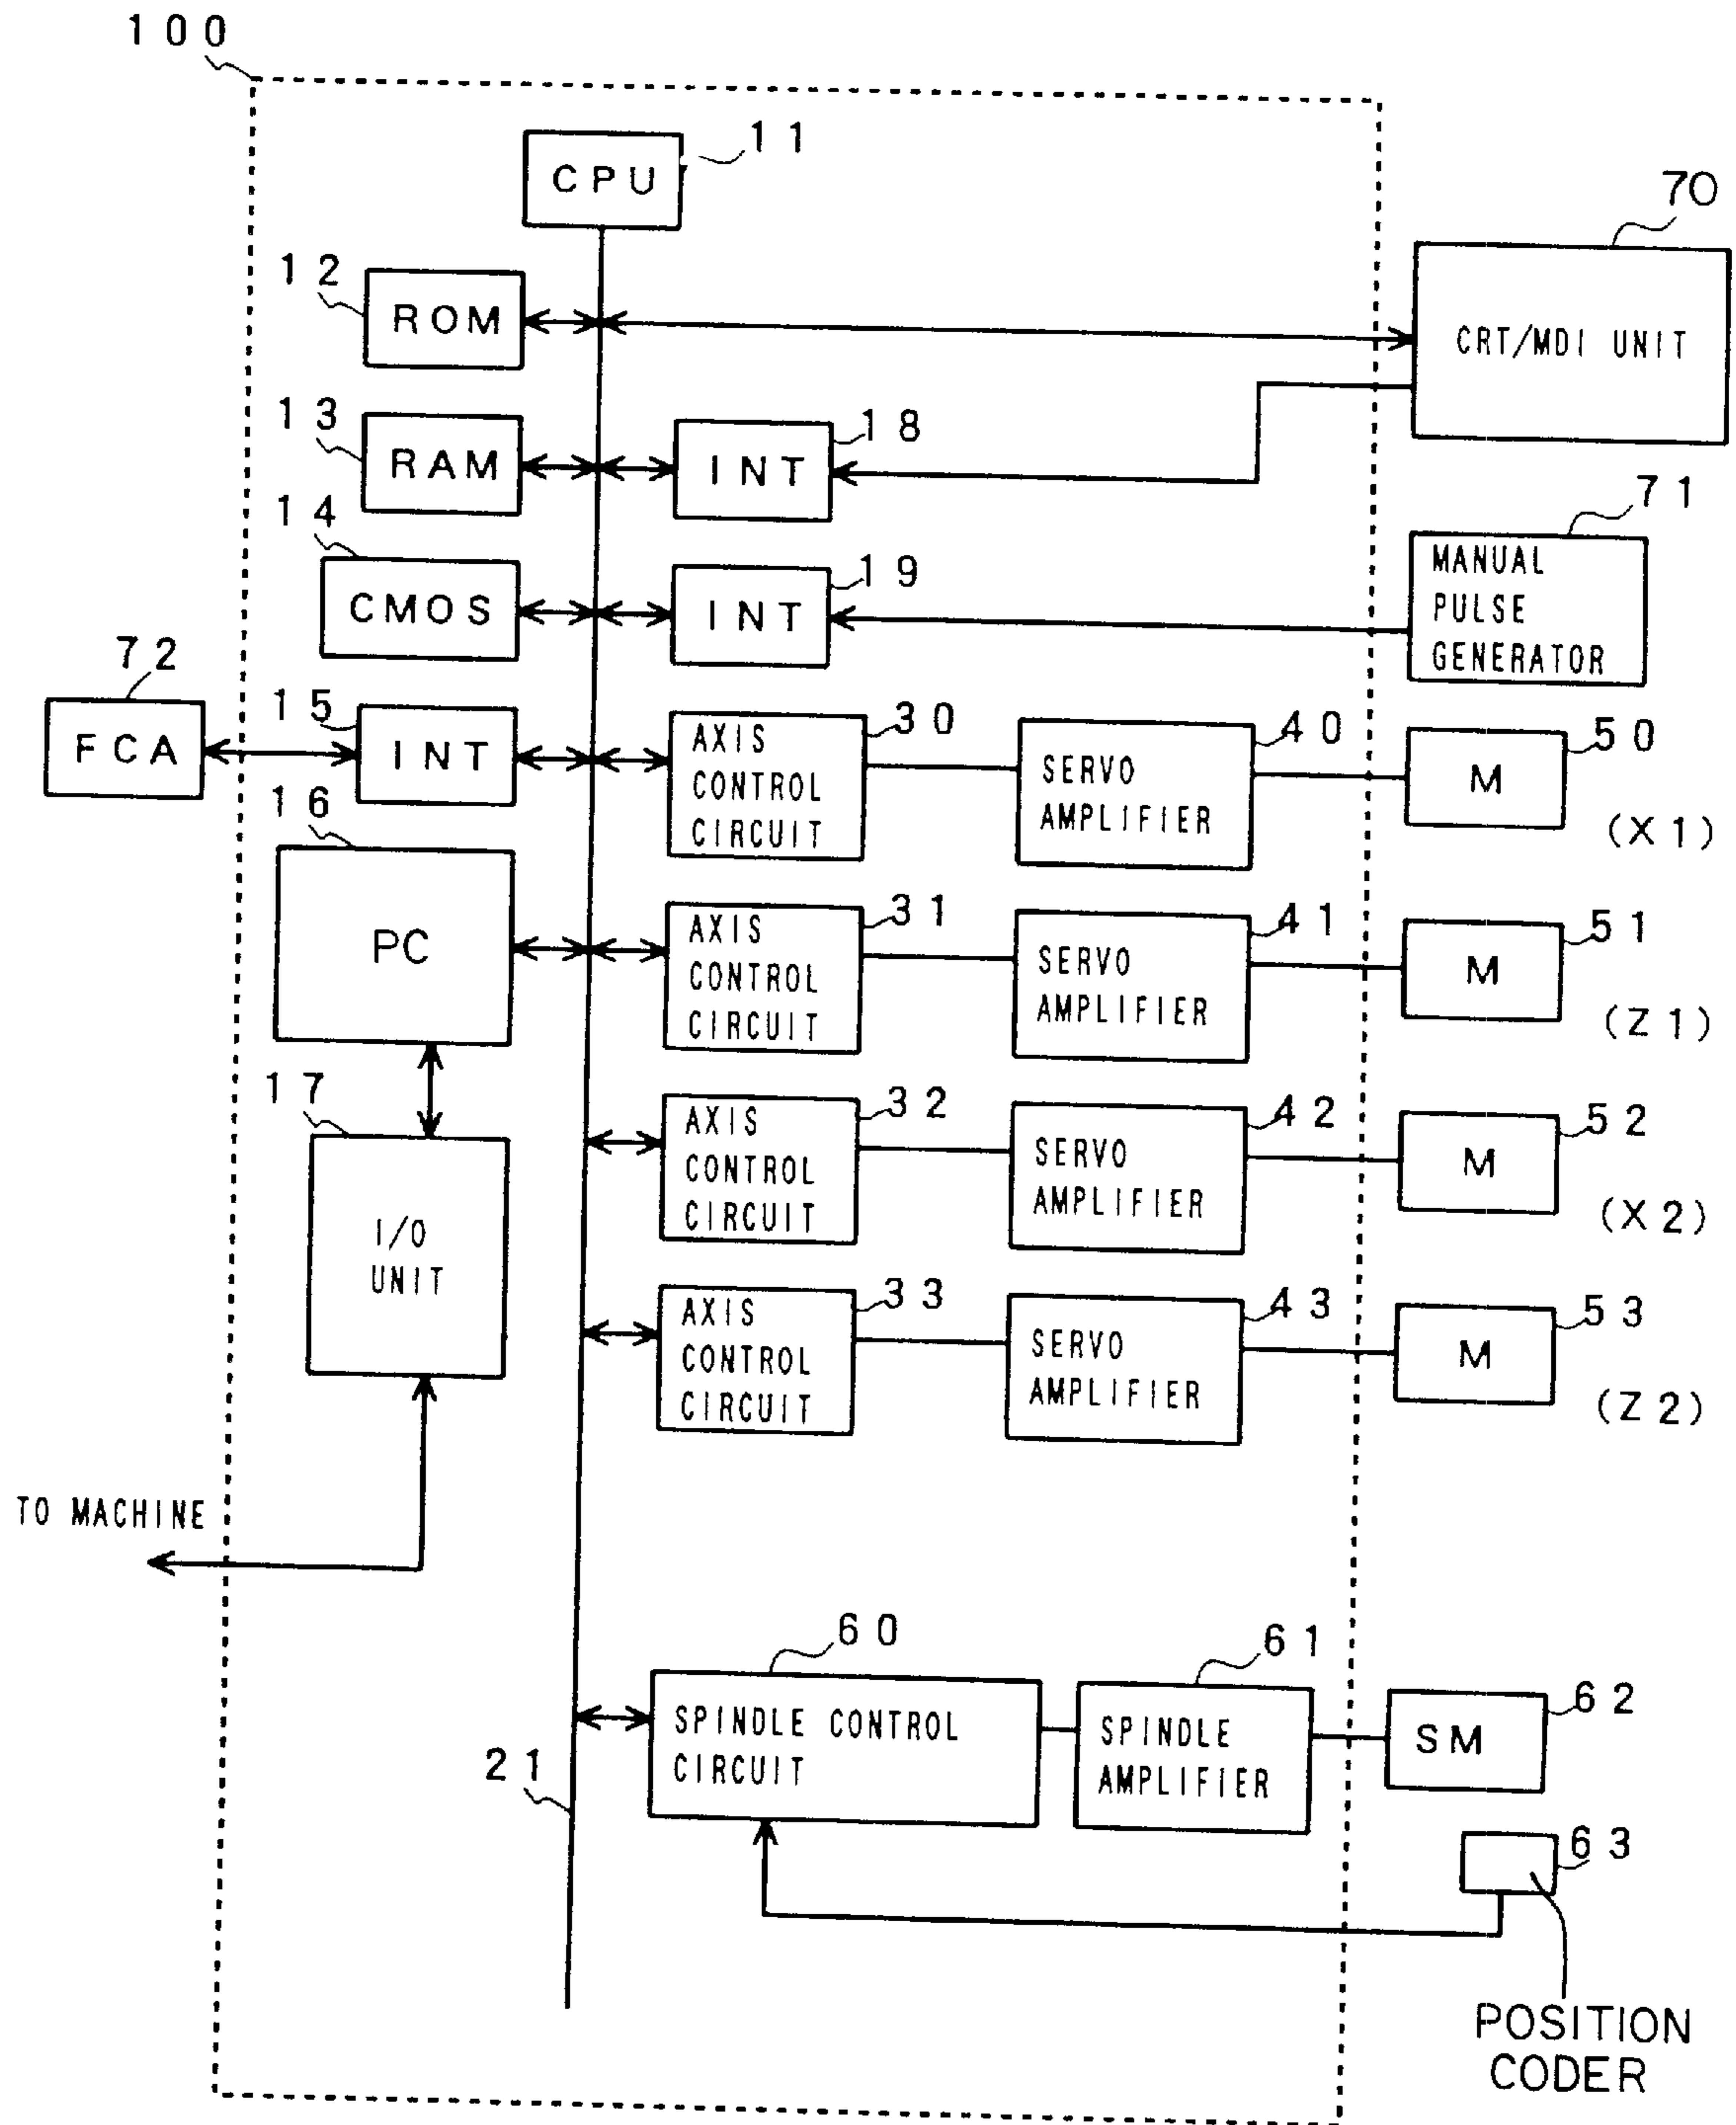 100
CPU
11
70
12
ROM
CRT/MDI UNIT
13
RAM
18
INT
71
14
CMOS
19
INT
MANUAL
PULSE
GENERATOR
72
FCA
15
INT
30
AXIS
CONTROL
CIRCUIT
40
SERVO
AMPLIFIER
50
M
(X1)
16
PC
31
AXIS
CONTROL
CIRCUIT
41
SERVO
AMPLIFIER
51
M
(Z1)
17
I/O
UNIT
32
AXIS
CONTROL
CIRCUIT
42
SERVO
AMPLIFIER
52
M
(X2)
33
AXIS
CONTROL
CIRCUIT
43
SERVO
AMPLIFIER
53
M
(Z2)
TO MACHINE
60
SPINDLE CONTROL
CIRCUIT
61
SPINDLE
AMPLIFIER
62
SM
21
63
POSITION
CODER